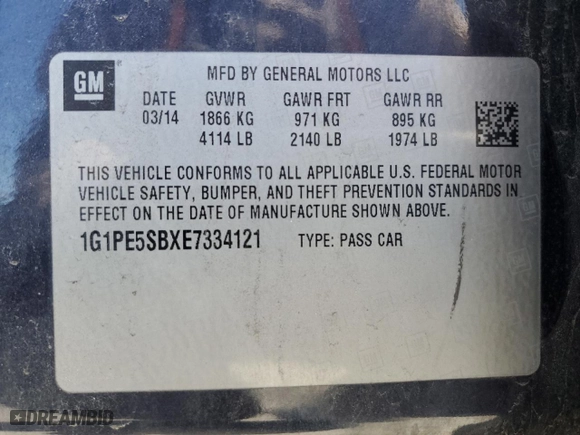 GM
MFD BY GENERAL MOTORS LLC
DATE GVWR GAWR FRT GAWR RR
03/14 1866 KG 971 KG 895 KG
4114 LB 2140 LB 1974 LB
THIS VEHICLE CONFORMS TO ALL APPLICABLE U.S. FEDERAL MOTOR
VEHICLE SAFETY, BUMPER, AND THEFT PREVENTION STANDARDS IN
EFFECT ON THE DATE OF MANUFACTURE SHOWN ABOVE.
1G1PE5SBXE7334121 TYPE: PASS CAR
DREAMBID